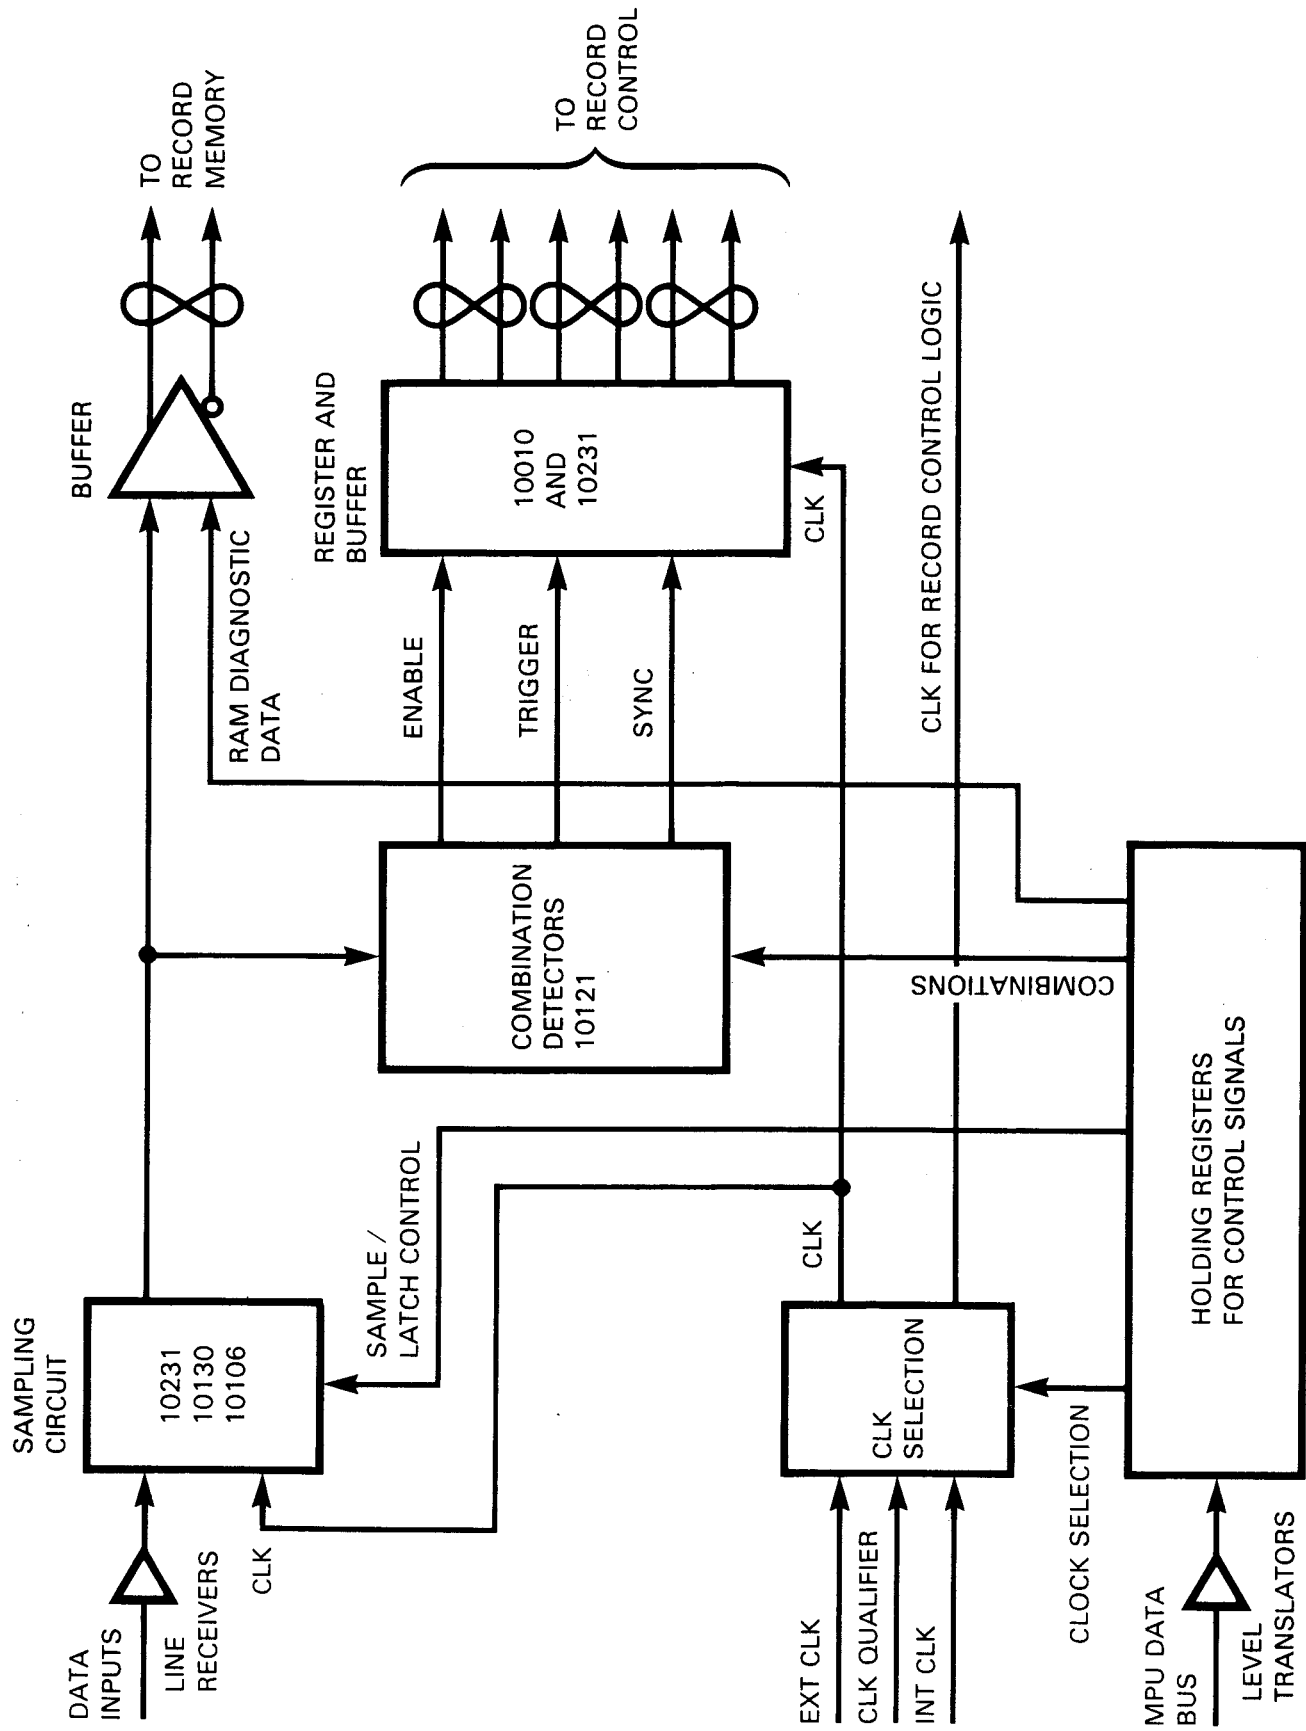 DATA
INPUTS
LINE
RECEIVERS
CLK
SAMPLING
CIRCUIT
10231
10130
10106
SAMPLE /
LATCH CONTROL
BUFFER
TO
RECORD
MEMORY
RAM DIAGNOSTIC
DATA
COMBINATION
DETECTORS
10121
ENABLE
TRIGGER
SYNC
REGISTER AND
BUFFER
10010
AND
10231
CLK
TO
RECORD
CONTROL
EXT CLK
CLK QUALIFIER
INT CLK
CLK
SELECTION
CLK
CLK FOR RECORD CONTROL LOGIC
CLOCK SELECTION
COMBINATIONS
MPU DATA
BUS
LEVEL
TRANSLATORS
HOLDING REGISTERS
FOR CONTROL SIGNALS